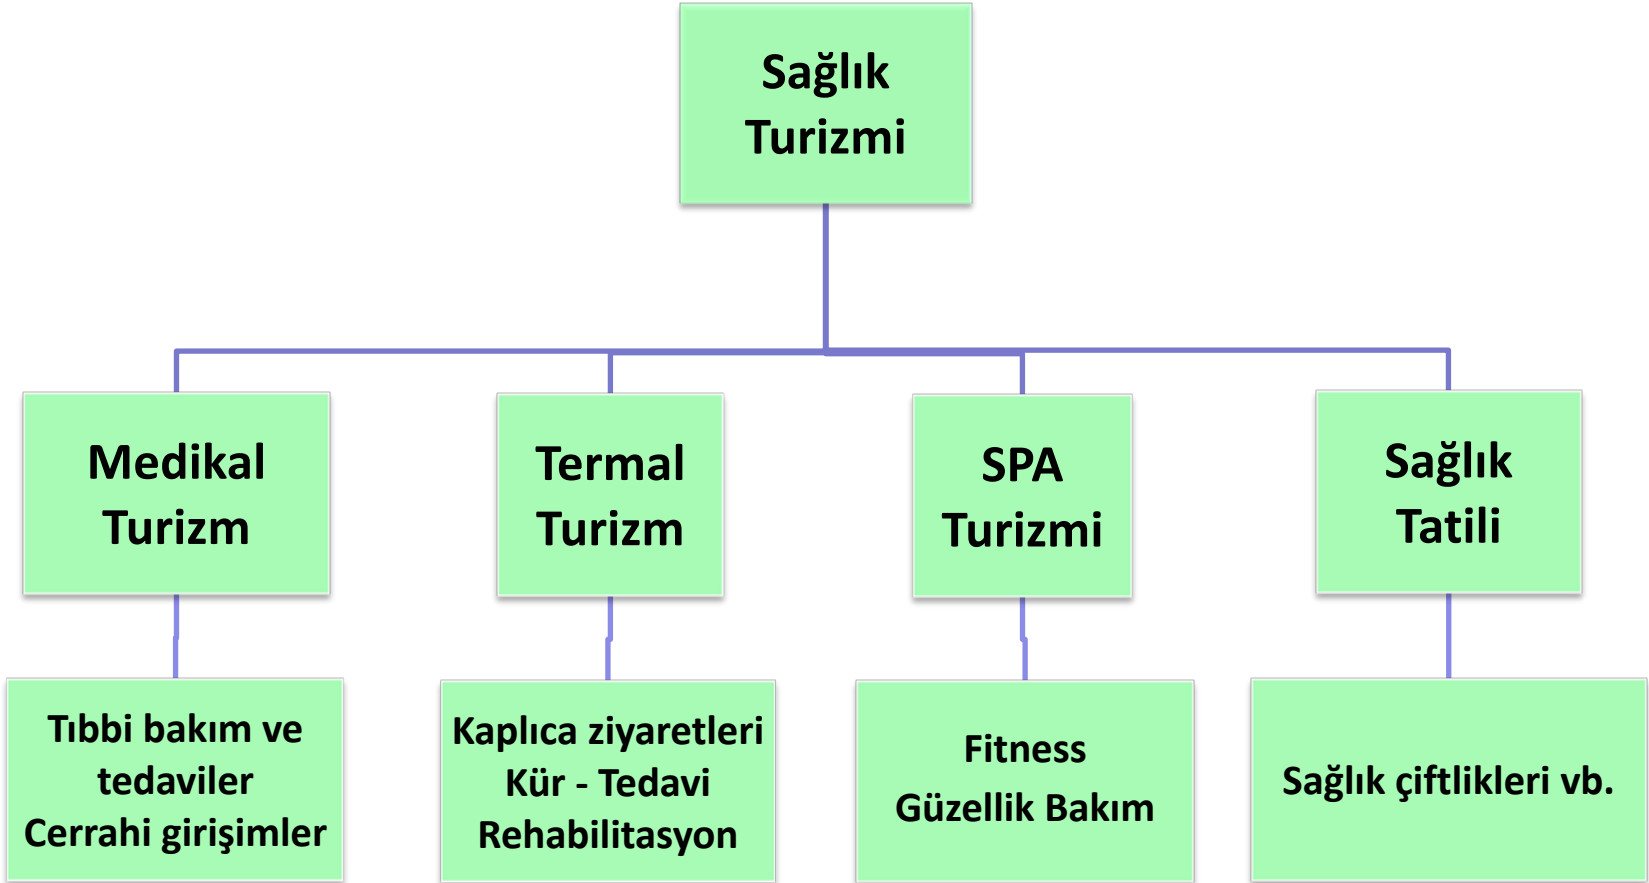 Sağlık
Turizmi
Medikal
Turizm
Termal
Turizm
SPA
Turizmi
Sağlık
Tatili
Tıbbi bakım ve
tedaviler
Cerrahi girişimler
Kaplıca ziyaretleri
Kür - Tedavi
Rehabilitasyon
Fitness
Güzellik Bakım
Sağlık çiftlikleri vb.